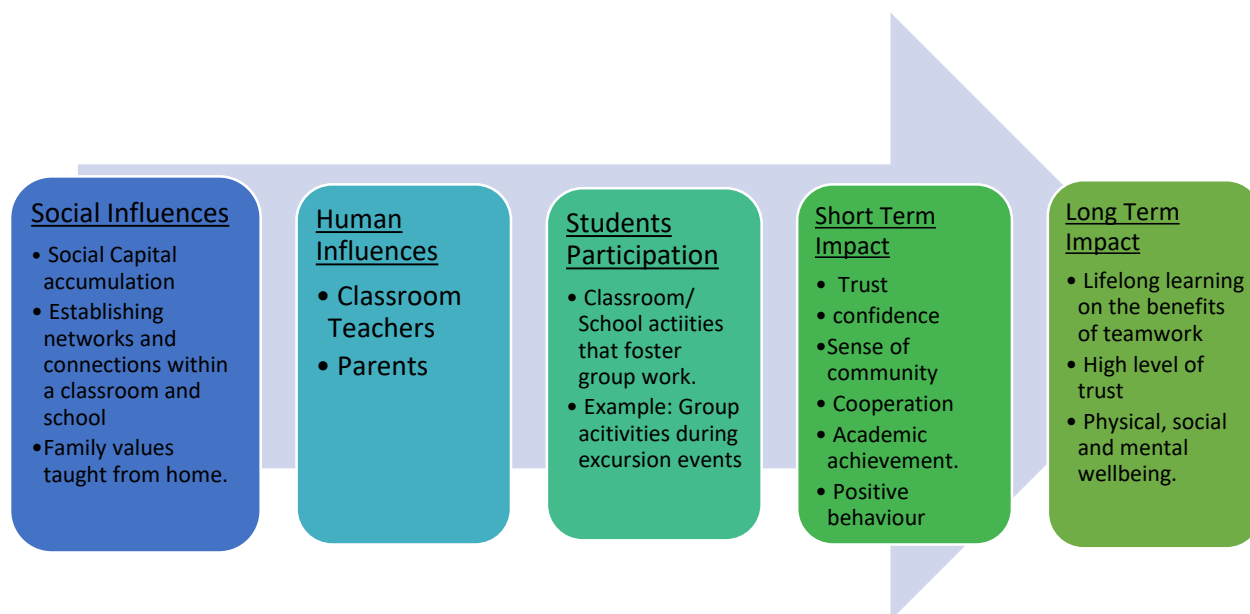 Social Influences
• Social Capital
accumulation
• Establishing
networks and
connections within
a classroom and
school
•Family values
taught from home.
Human
Influences
• Classroom
Teachers
• Parents
Students
Participation
• Classroom/
School actiities
that foster
group work.
• Example: Group
acitivities during
excursion events
Short Term
Impact
• Trust
• confidence
•Sense of
community
• Cooperation
• Academic
achievement.
• Positive
behaviour
Long Term
Impact
• Lifelong learning
on the benefits
of teamwork
• High level of
trust
• Physical, social
and mental
wellbeing.